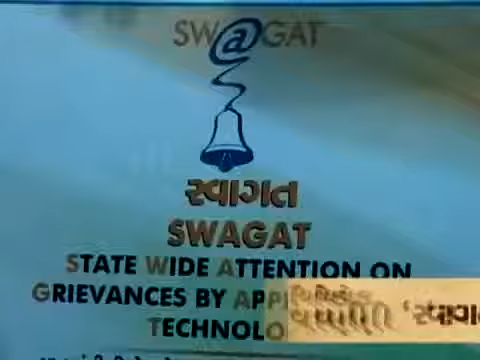 SW@GAT
સ્વાગત
SWAGAT
STATE WIDE ATTENTION ON
GRIEVANCES BY APP
TECHNOLO
'સ્વાગ